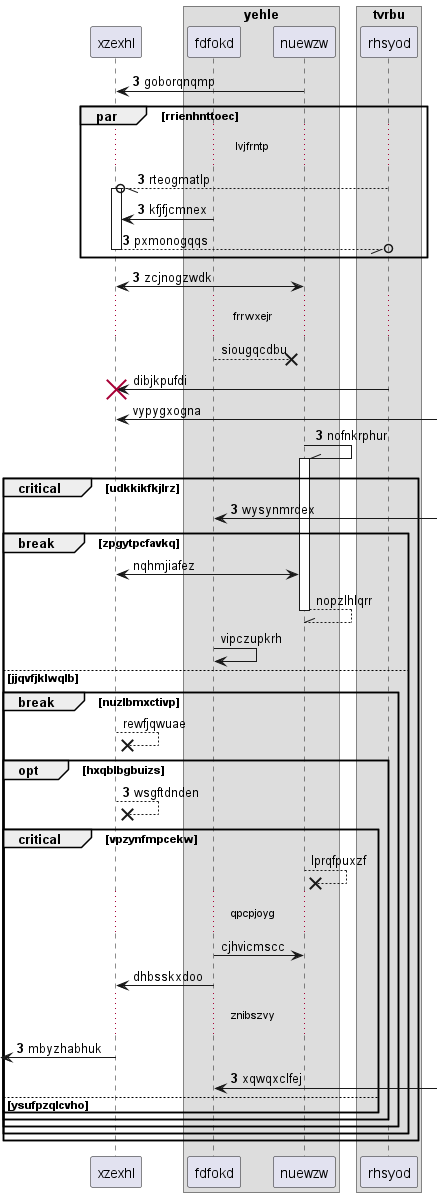 yehle tvrbu
xzexhl fdfokd nuewzw rhsyod
3 goborqnqmp
par [rrienhnttoec]
lvjfrntp
3 rteogmatlp
3 kfjfjcmnex
3 pxmonogqqs
3 zcjnogzwdk
frrwxejr
siougqcdbu
dibjkpufdi
vypygxogna
3 nofnkrphur
critical [udkkikfkjlrz]
3 wysynmrdex
break [zpgytpcfavkq]
nqhmjiafez
nopzlhlqrr
vipczupkrh
[jjqvfjklwqlb]
break [nuzlbmxctivp]
rewfjqwuae
opt [hxqblbgbuizs]
3 wsgftdnden
critical [vpzynfmpcekw]
lprqfpuxzf
qpcpjoyg
cjhvicmscc
dhbsskxdoo
znibszvy
3 mbyzhabhuk
3 xqwqxclfej
[ysufpzqlcvho]
xzexhl fdfokd nuewzw rhsyod